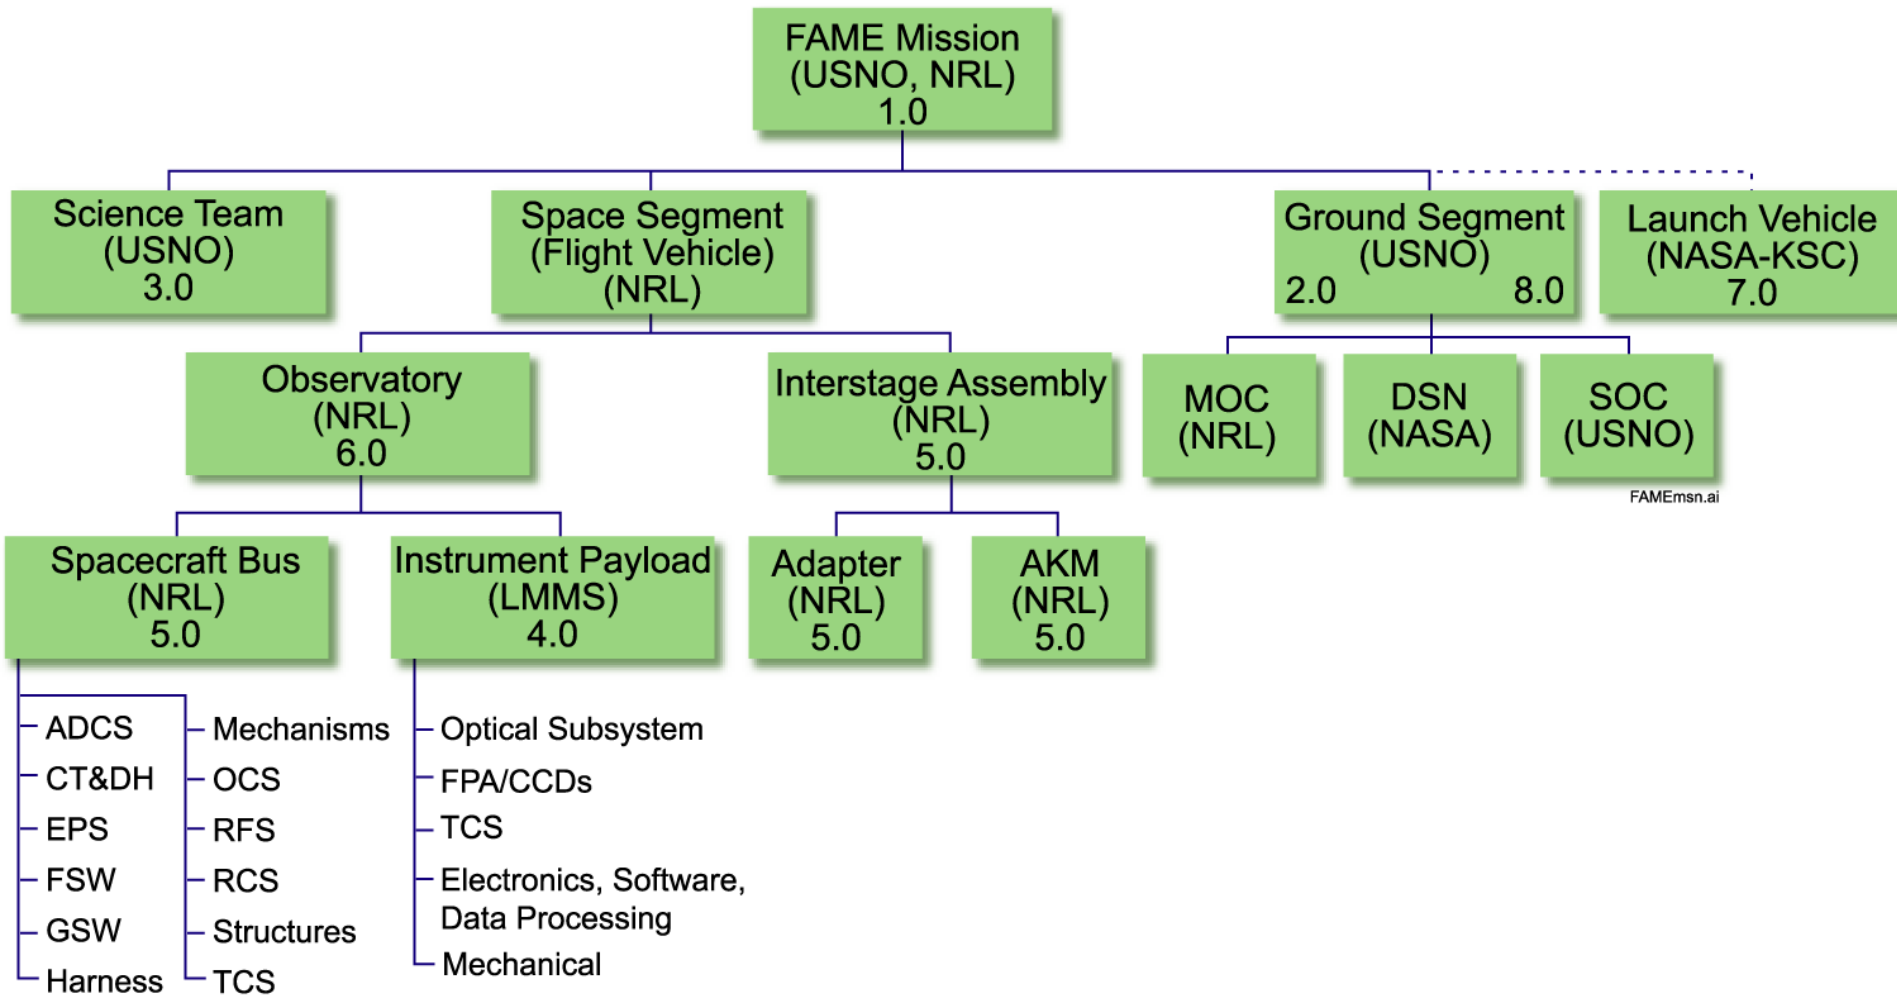 FAME Mission
(USNO, NRL)
1.0
Science Team
(USNO)
3.0
Space Segment
(Flight Vehicle)
(NRL)
Ground Segment
(USNO)
2.0 8.0
Launch Vehicle
(NASA-KSC)
7.0
Observatory
(NRL)
6.0
Interstage Assembly
(NRL)
5.0
MOC
(NRL)
DSN
(NASA)
SOC
(USNO)
FAMEmsn.ai
Spacecraft Bus
(NRL)
5.0
Instrument Payload
(LMMS)
4.0
Adapter
(NRL)
5.0
AKM
(NRL)
5.0
ADCS
CT&DH
EPS
FSW
GSW
Harness
Mechanisms
OCS
RFS
RCS
Structures
TCS
Optical Subsystem
FPA/CCDs
TCS
Electronics, Software,
Data Processing
Mechanical